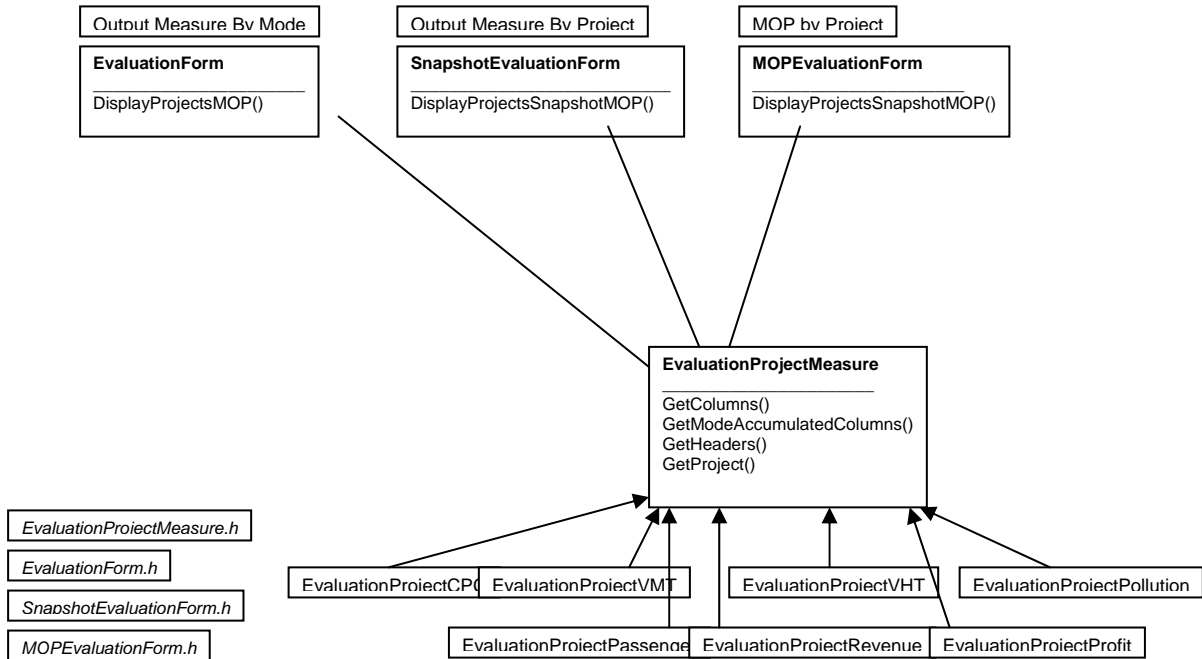 Output Measure By Mode
Output Measure By Project
MOP by Project
EvaluationForm
DisplayProjectsMOP()
SnapshotEvaluationForm
DisplayProjectsSnapshotMOP()
MOPEvaluationForm
DisplayProjectsSnapshotMOP()
EvaluationProjectMeasure
GetColumns()
GetModeAccumulatedColumns()
GetHeaders()
GetProject()
EvaluationProjectMeasure.h
EvaluationForm.h
SnapshotEvaluationForm.h
MOPEvaluationForm.h
EvaluationProjectVMT
EvaluationProjectVHT
EvaluationProjectPollution
EvaluationProjectPassenge
EvaluationProjectRevenue
EvaluationProjectProfit